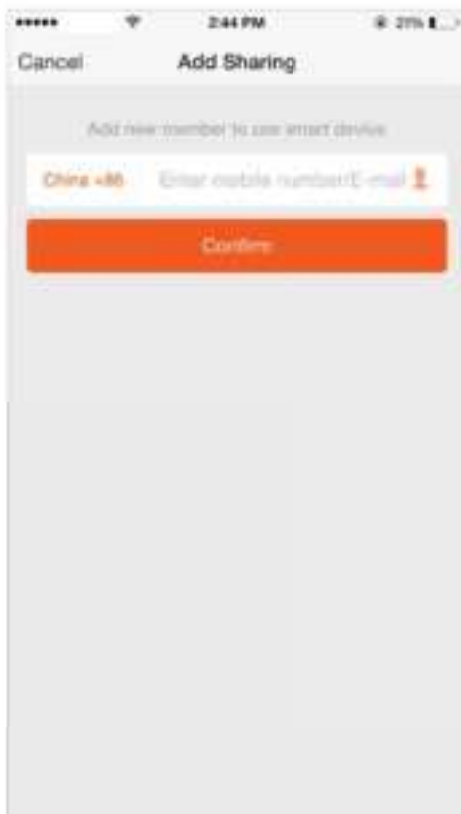 2:44 PM 21%
Cancel Add Sharing
Add new member to use smart device
China +86 Enter mobile number/E-mail
Confirm